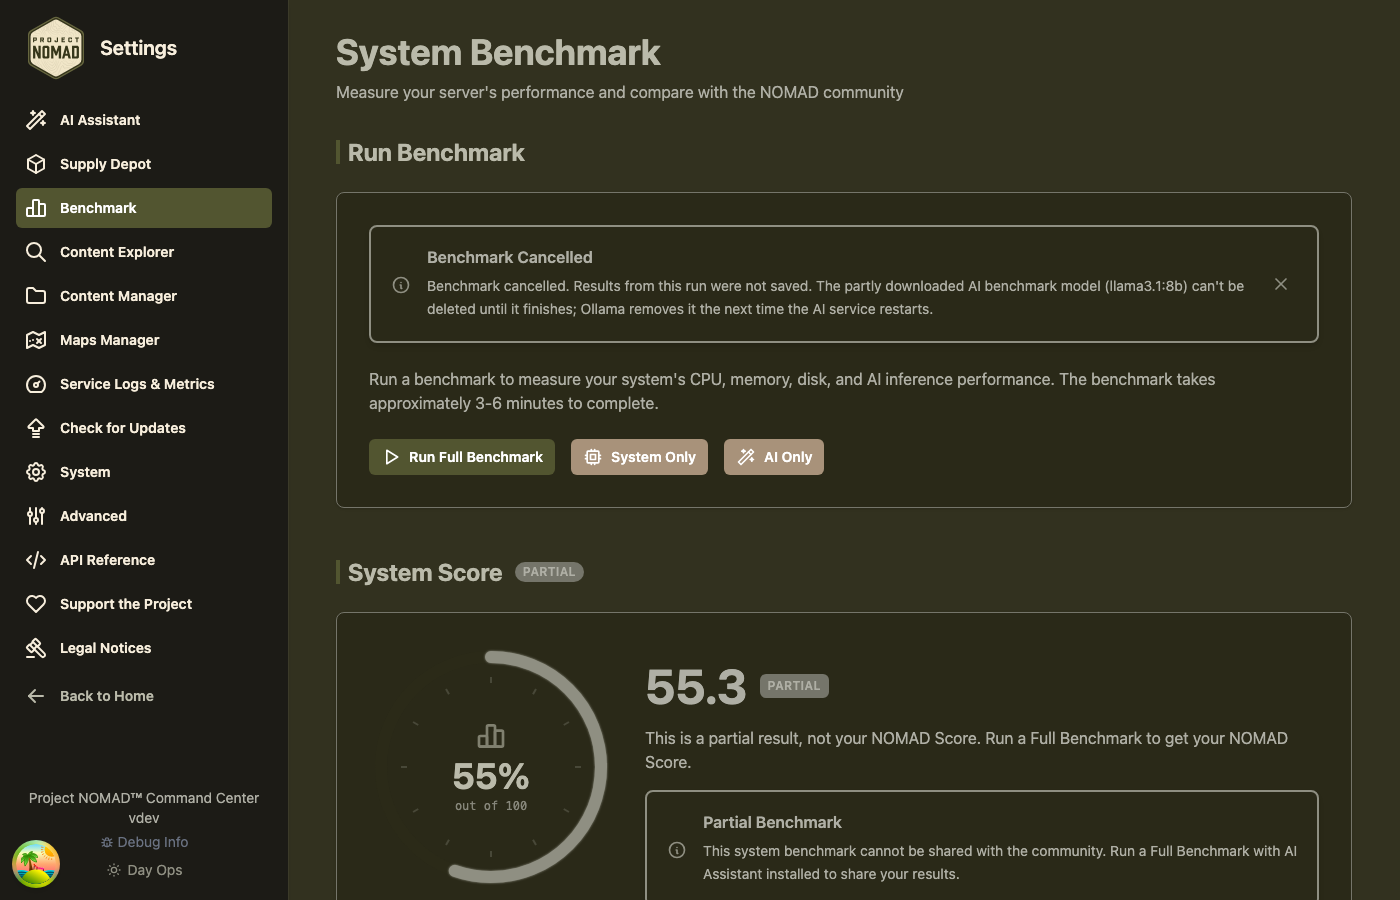 PROJECT
NOMAD
Settings
AI Assistant
Supply Depot
Benchmark
Content Explorer
Content Manager
Maps Manager
Service Logs & Metrics
Check for Updates
System
Advanced
API Reference
Support the Project
Legal Notices
Back to Home
Project NOMAD™ Command Center
vdev
Debug Info
Day Ops
System Benchmark
Measure your server's performance and compare with the NOMAD community
Run Benchmark
Benchmark Cancelled
Benchmark cancelled. Results from this run were not saved. The partly downloaded AI benchmark model (llama3.1:8b) can't be
deleted until it finishes; Ollama removes it the next time the AI service restarts.
Run a benchmark to measure your system's CPU, memory, disk, and AI inference performance. The benchmark takes
approximately 3-6 minutes to complete.
Run Full Benchmark
System Only
AI Only
System Score PARTIAL
55%
out of 100
55.3 PARTIAL
This is a partial result, not your NOMAD Score. Run a Full Benchmark to get your NOMAD
Score.
Partial Benchmark
This system benchmark cannot be shared with the community. Run a Full Benchmark with AI
Assistant installed to share your results.